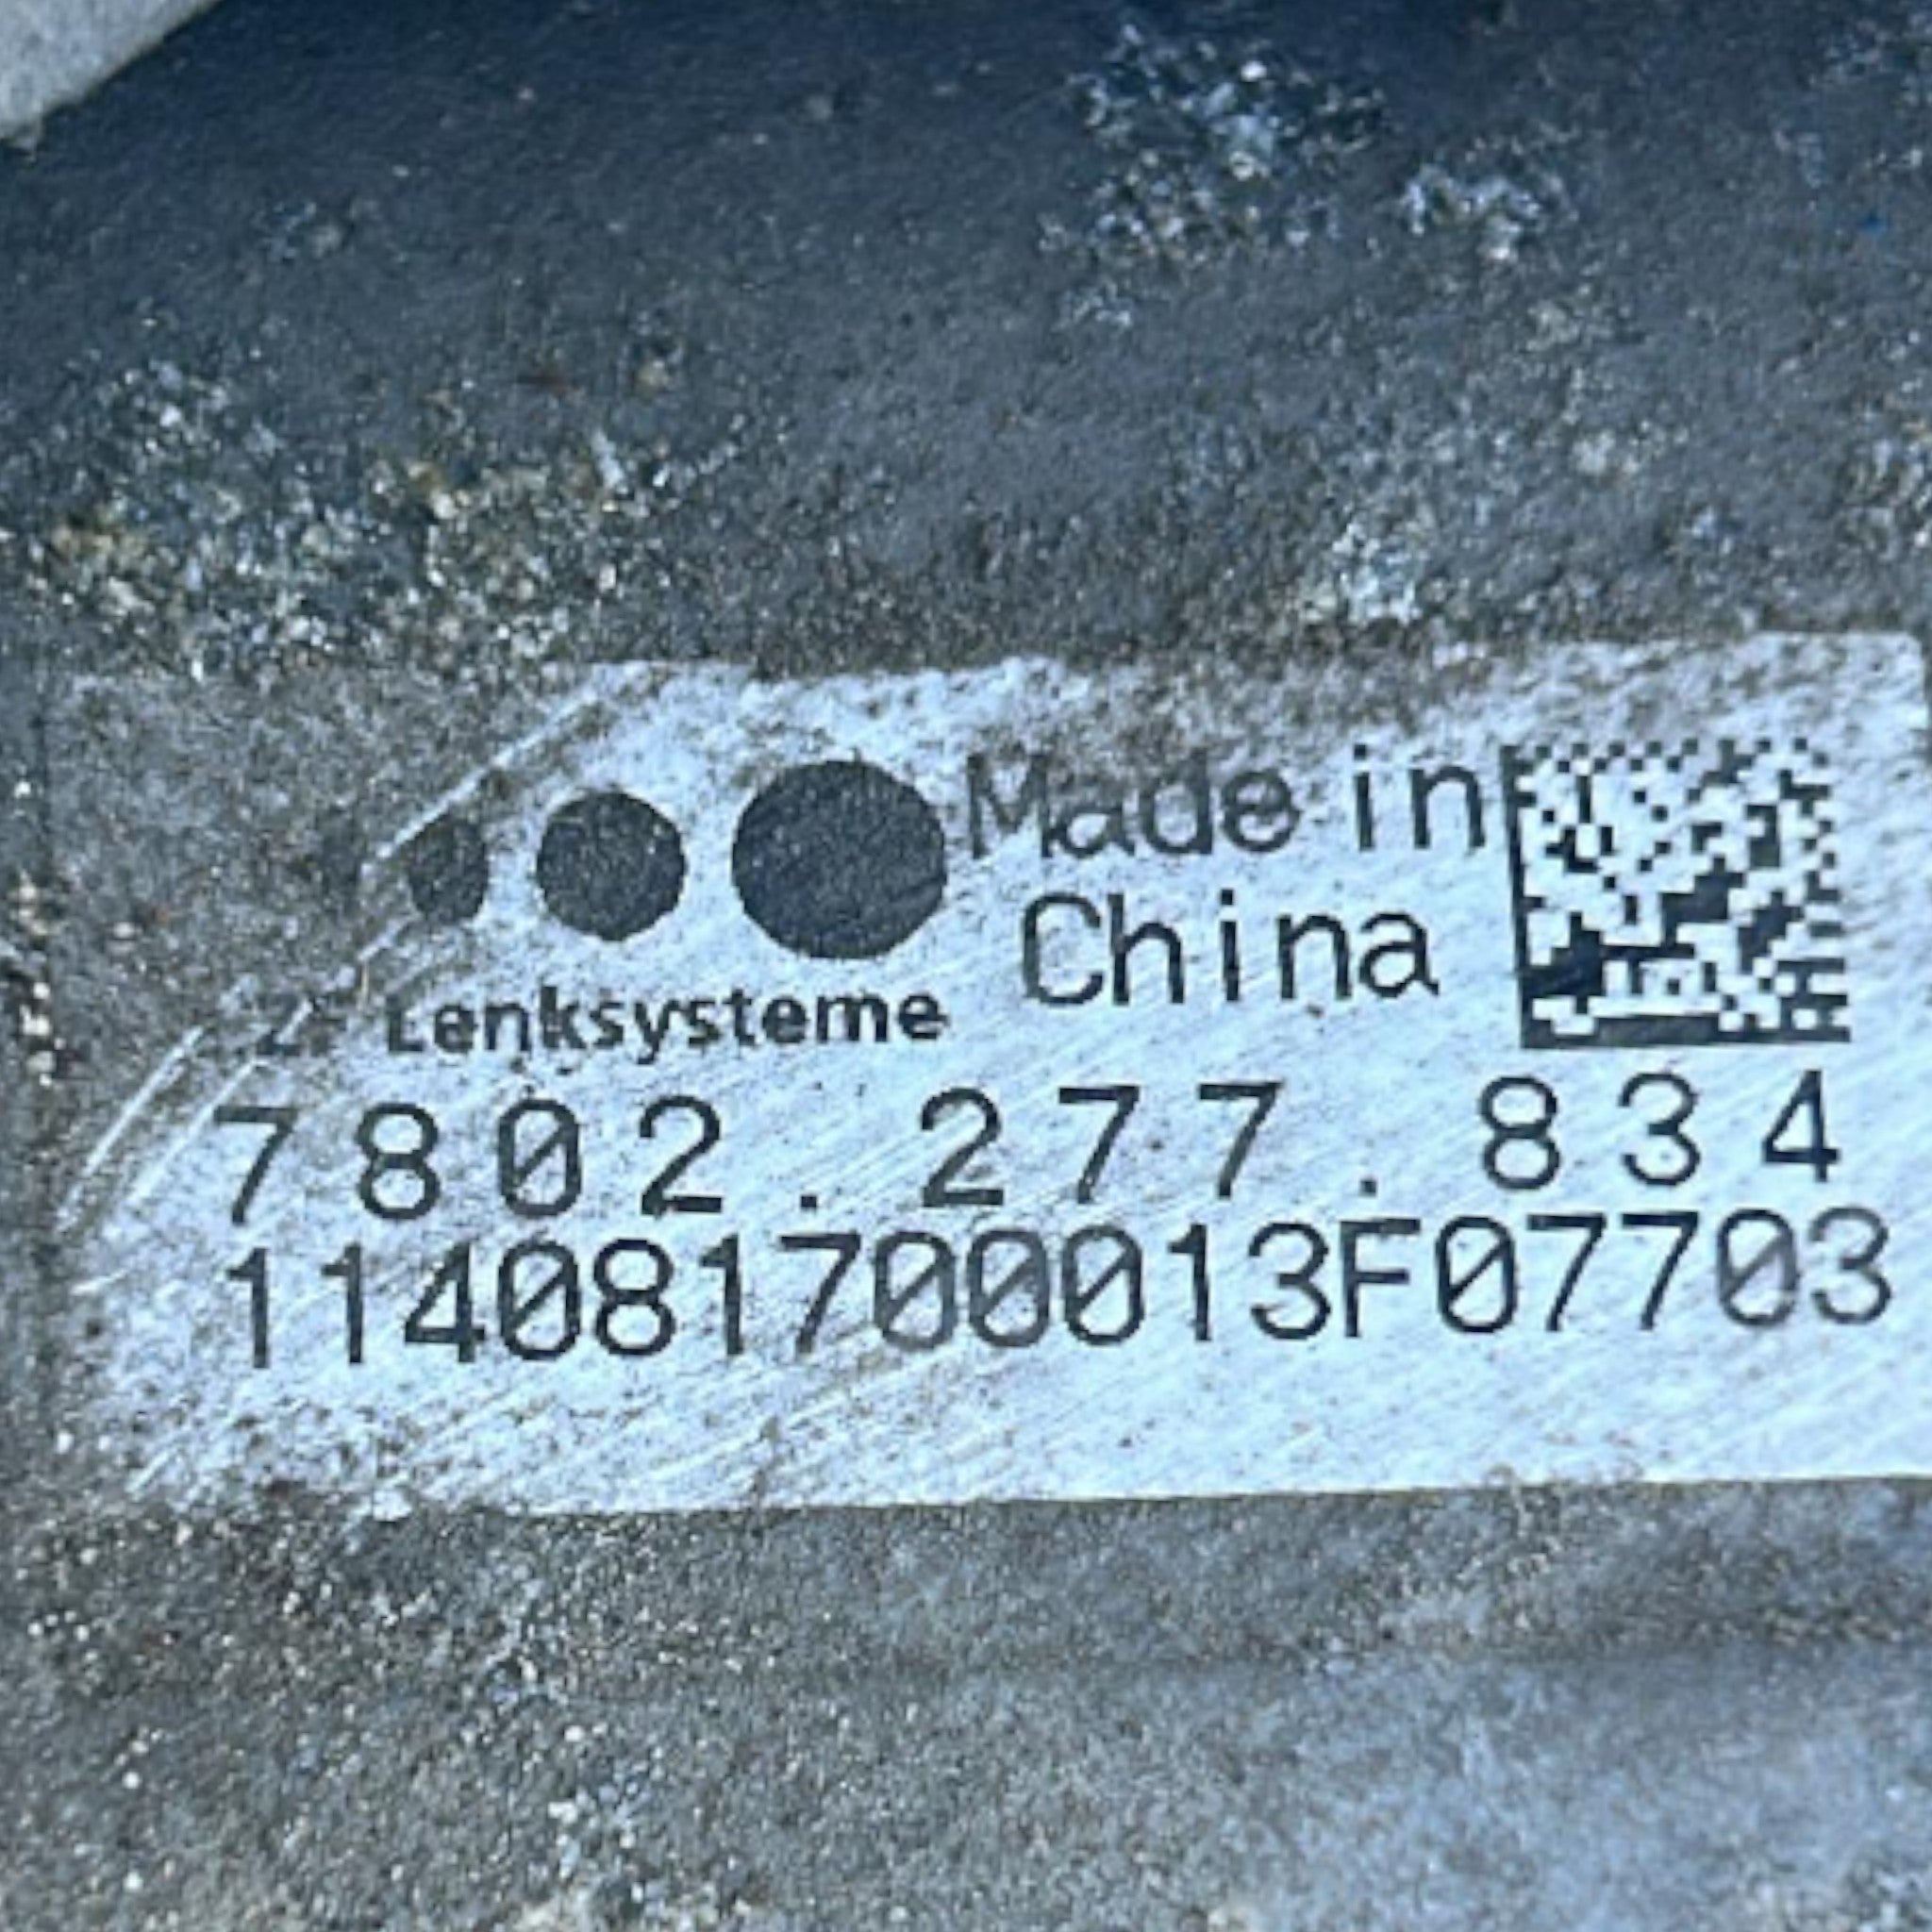 Made in
China
ZF Lenksysteme
7802.277.834
114081700013F07703